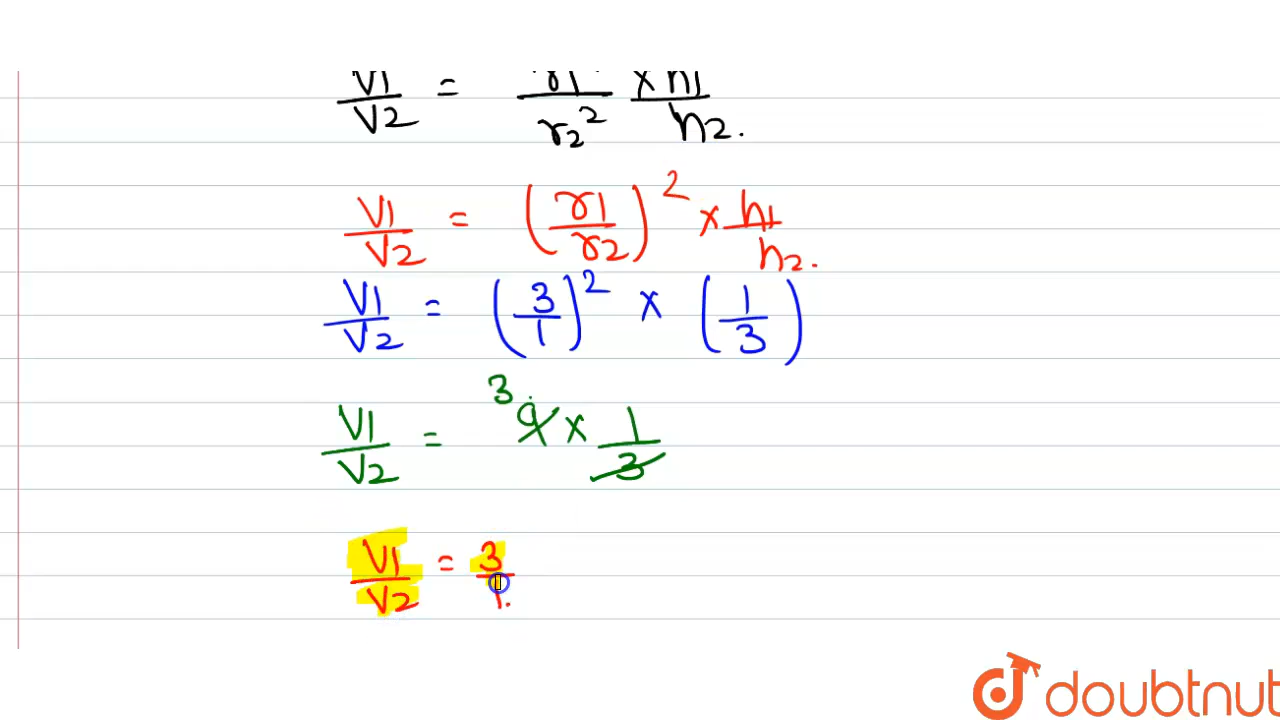 V1/V2 = r1²/r2² × h1/h2.
V1/V2 = (r1/r2)² × h1/h2.
V1/V2 = (3/1)² × (1/3)
V1/V2 = 3 9 × 1/3
V1/V2 = 3/1.
doubtnut